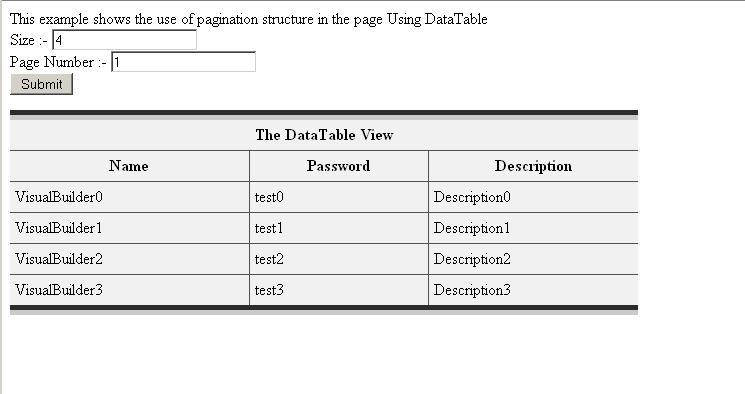 This example shows the use of pagination structure in the page Using DataTable
Size :- 4
Page Number :- 1
Submit
The DataTable View
Name Password Description
VisualBuilder0 test0 Description0
VisualBuilder1 test1 Description1
VisualBuilder2 test2 Description2
VisualBuilder3 test3 Description3